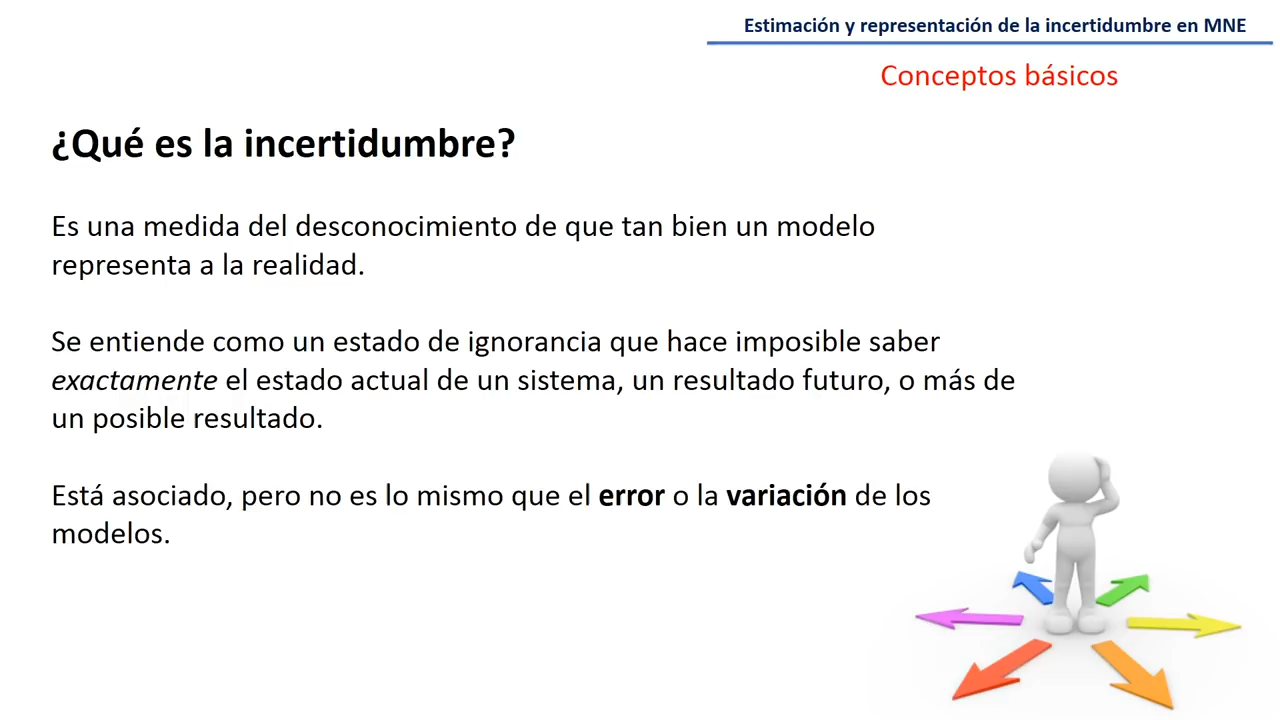 Estimación y representación de la incertidumbre en MNE
Conceptos básicos
¿Qué es la incertidumbre?
Es una medida del desconocimiento de que tan bien un modelo
representa a la realidad.
Se entiende como un estado de ignorancia que hace imposible saber
exactamente el estado actual de un sistema, un resultado futuro, o más de
un posible resultado.
Está asociado, pero no es lo mismo que el error o la variación de los
modelos.